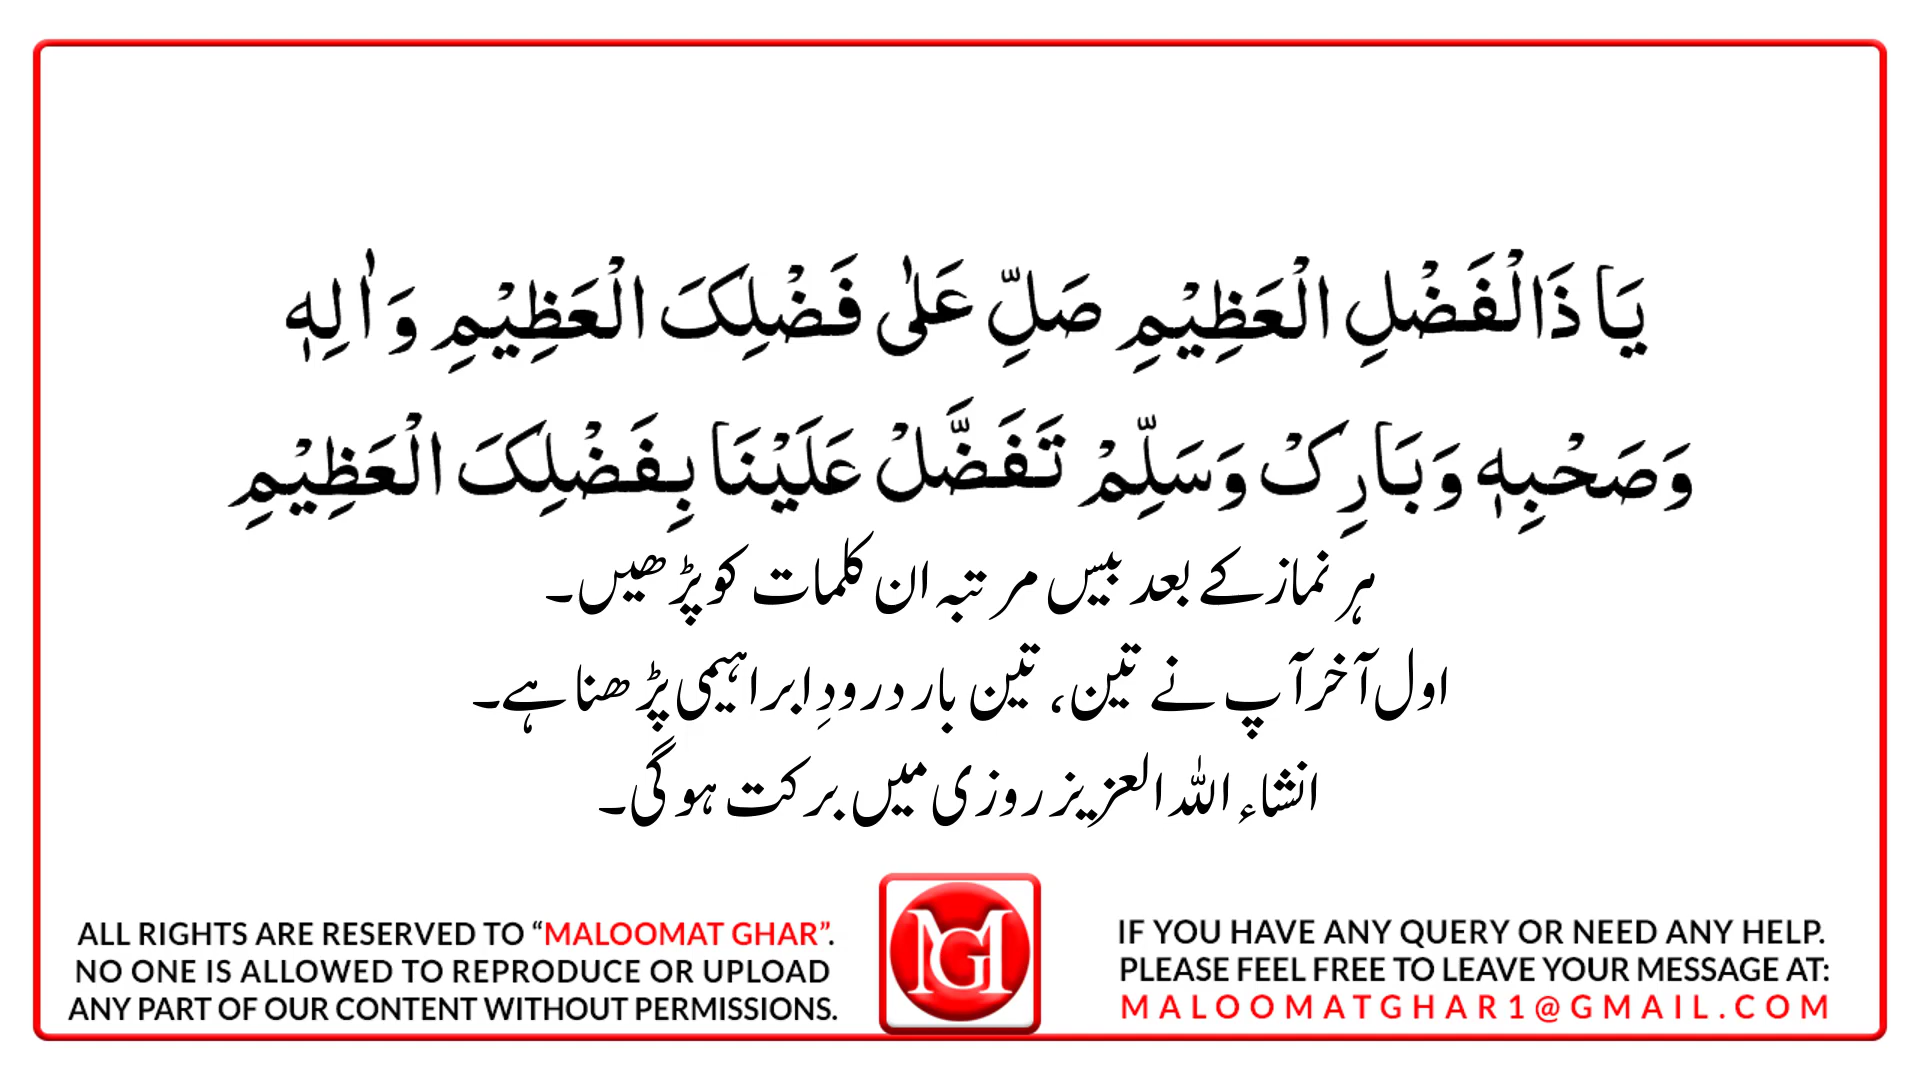 یَا ذَالْفَضْلِ الْعَظِیْمِ صَلِّ عَلٰی فَضْلِکَ الْعَظِیْمِ وَ اٰلِہٖ
وَصَحْبِہٖ وَبَارِکْ وَسَلِّمْ تَفَضَّلْ عَلَیْنَا بِفَضْلِکَ الْعَظِیْمِ
ہر نماز کے بعد بیس مرتبہ ان کلمات کو پڑھیں۔
اول آخر آپ نے تین، تین بار درودِ ابراہیمی پڑھنا ہے۔
انشاء اللہ العزیز روزی میں برکت ہوگی۔
ALL RIGHTS ARE RESERVED TO “MALOOMAT GHAR”.
NO ONE IS ALLOWED TO REPRODUCE OR UPLOAD
ANY PART OF OUR CONTENT WITHOUT PERMISSIONS.
MG
IF YOU HAVE ANY QUERY OR NEED ANY HELP.
PLEASE FEEL FREE TO LEAVE YOUR MESSAGE AT:
MALOOMATGHAR1@GMAIL.COM